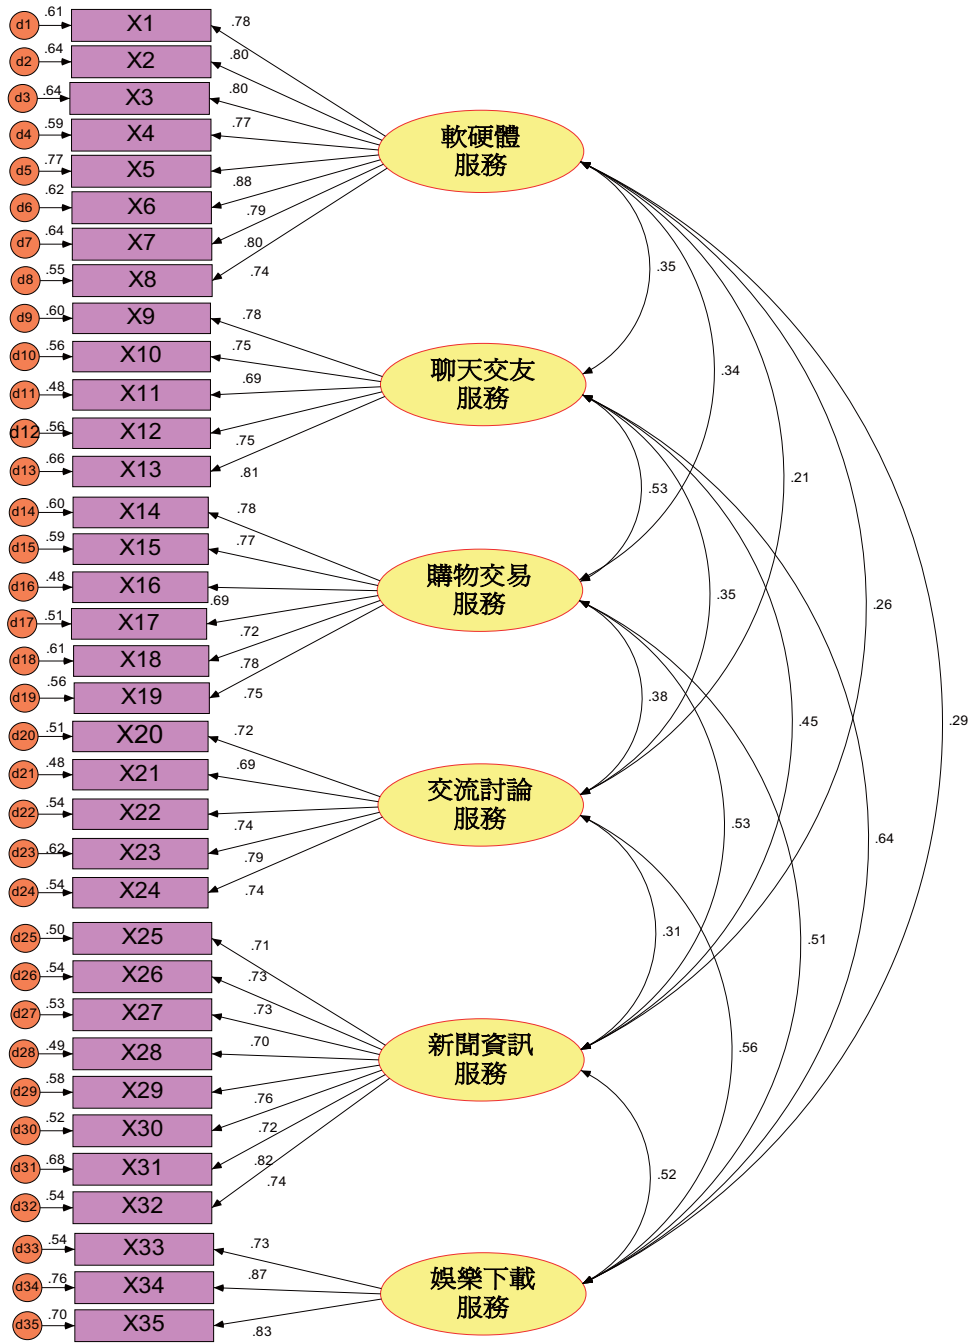 d1 .61 X1 .78
d2 .64 X2 .80
d3 .64 X3 .80
d4 .59 X4 .77
d5 .77 X5 .88
d6 .62 X6 .79
d7 .64 X7 .80
d8 .55 X8 .74
軟硬體
服務
d9 .60 X9 .78
d10 .56 X10 .75
d11 .48 X11 .69
d12 .56 X12 .75
d13 .66 X13 .81
聊天交友
服務
d14 .60 X14 .78
d15 .59 X15 .77
d16 .48 X16 .69
d17 .51 X17 .72
d18 .61 X18 .78
d19 .56 X19 .75
購物交易
服務
d20 .51 X20 .72
d21 .48 X21 .69
d22 .54 X22 .74
d23 .62 X23 .79
d24 .54 X24 .74
交流討論
服務
d25 .50 X25 .71
d26 .54 X26 .73
d27 .53 X27 .73
d28 .49 X28 .70
d29 .58 X29 .76
d30 .52 X30 .72
d31 .68 X31 .82
d32 .54 X32 .74
新聞資訊
服務
d33 .54 X33 .73
d34 .76 X34 .87
d35 .70 X35 .83
娛樂下載
服務
.35
.34
.21
.53
.35
.26
.38
.45
.29
.53
.64
.31
.51
.56
.52